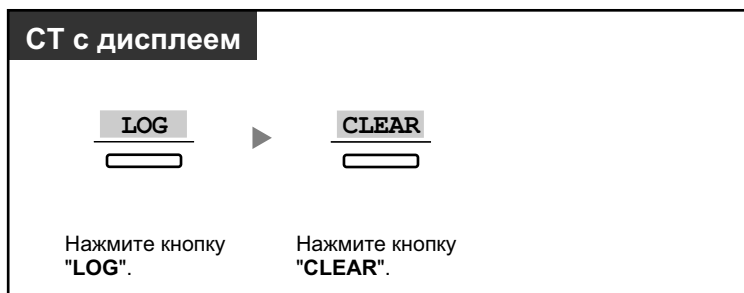 СТ с дисплеем
LOG
CLEAR
Нажмите кнопку
"LOG".
Нажмите кнопку
"CLEAR".